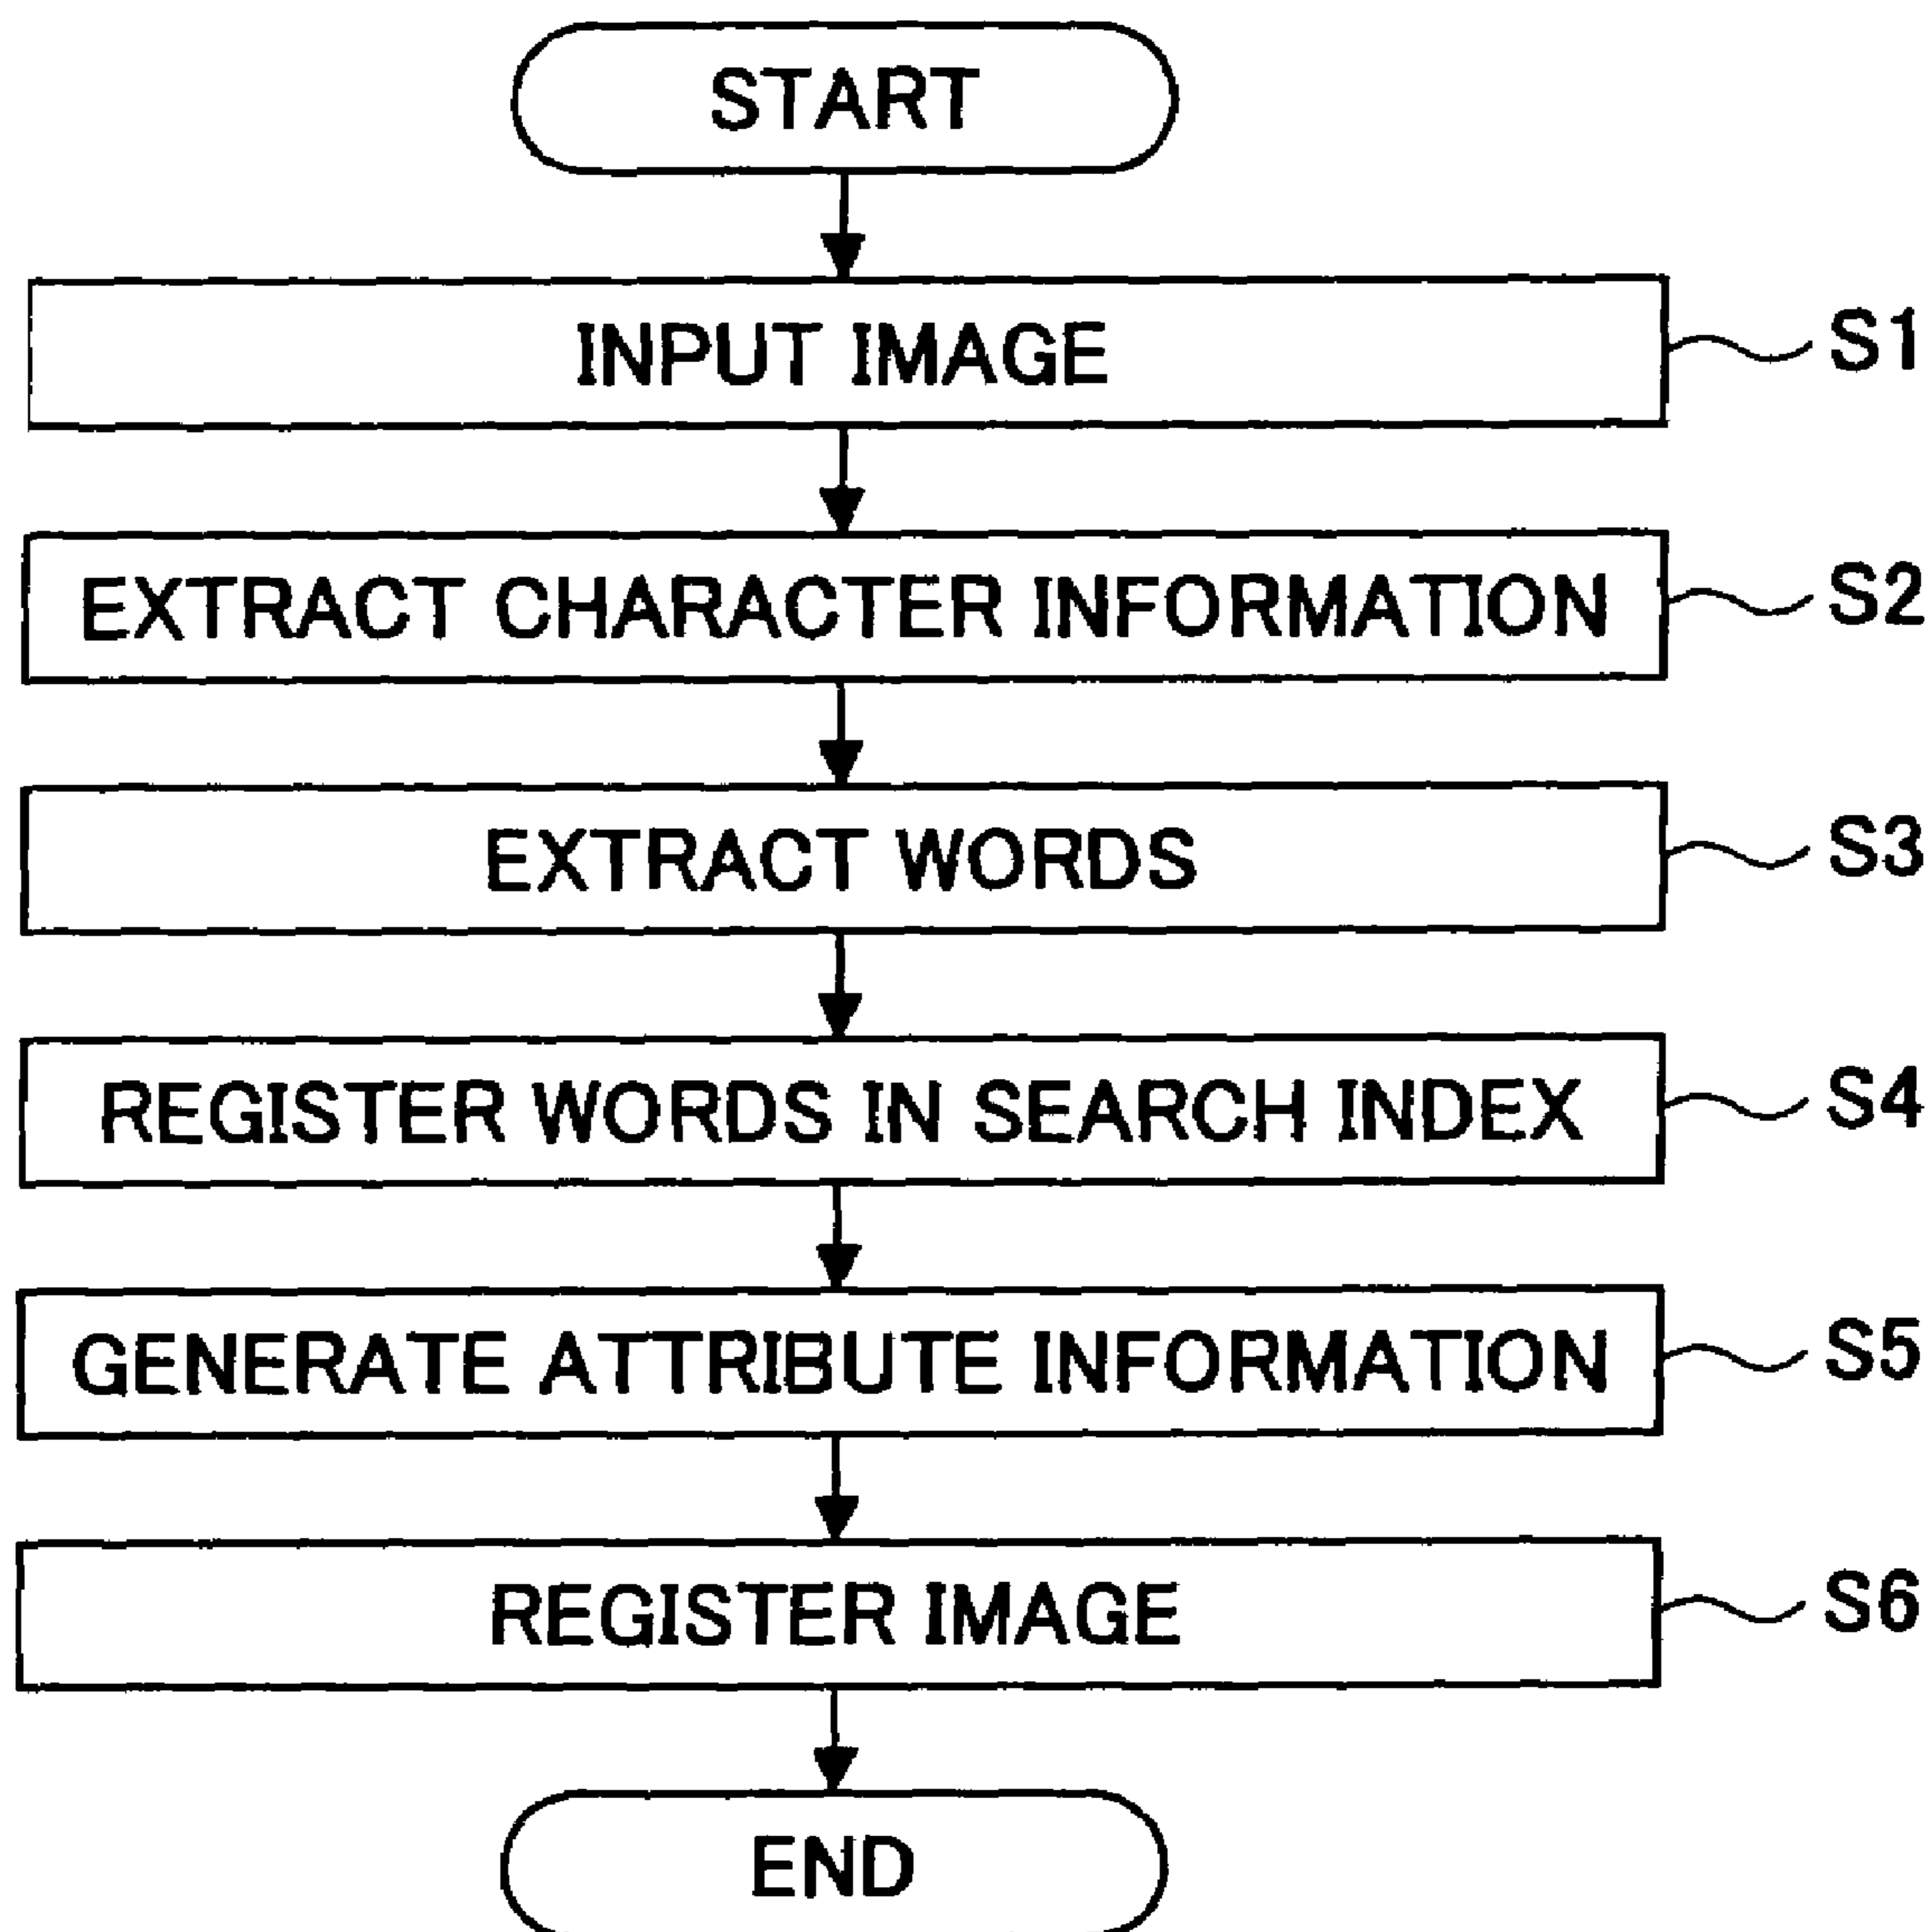 START
INPUT IMAGE S1
EXTRACT CHARACTER INFORMATION S2
EXTRACT WORDS S3
REGISTER WORDS IN SEARCH INDEX S4
GENERATE ATTRIBUTE INFORMATION S5
REGISTER IMAGE S6
END